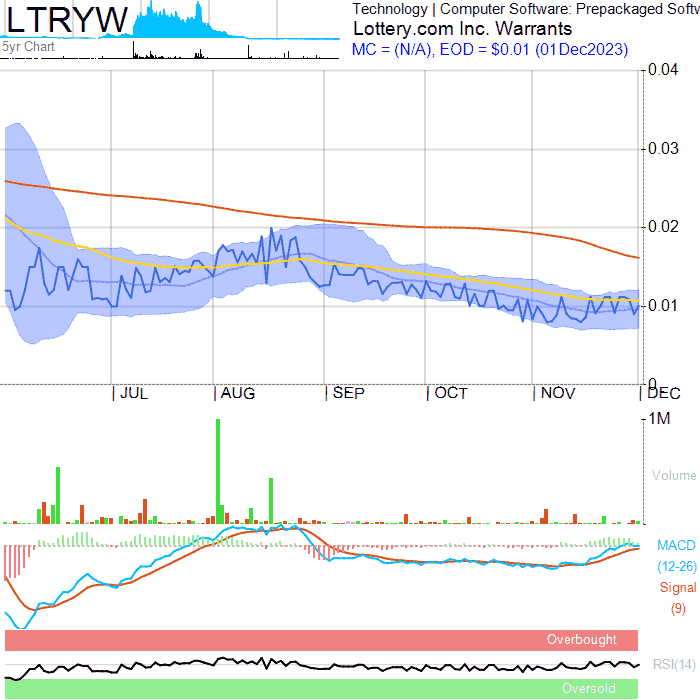 LTRYW
5yr Chart
Technology | Computer Software: Prepackaged Softw
Lottery.com Inc. Warrants
MC = (N/A), EOD = $0.01 (01Dec2023)
0.04
0.03
0.02
0.01
0
JUL AUG SEP OCT NOV DEC
1M
Volume
MACD
(12-26)
Signal
(9)
Overbought
RSI(14)
Oversold